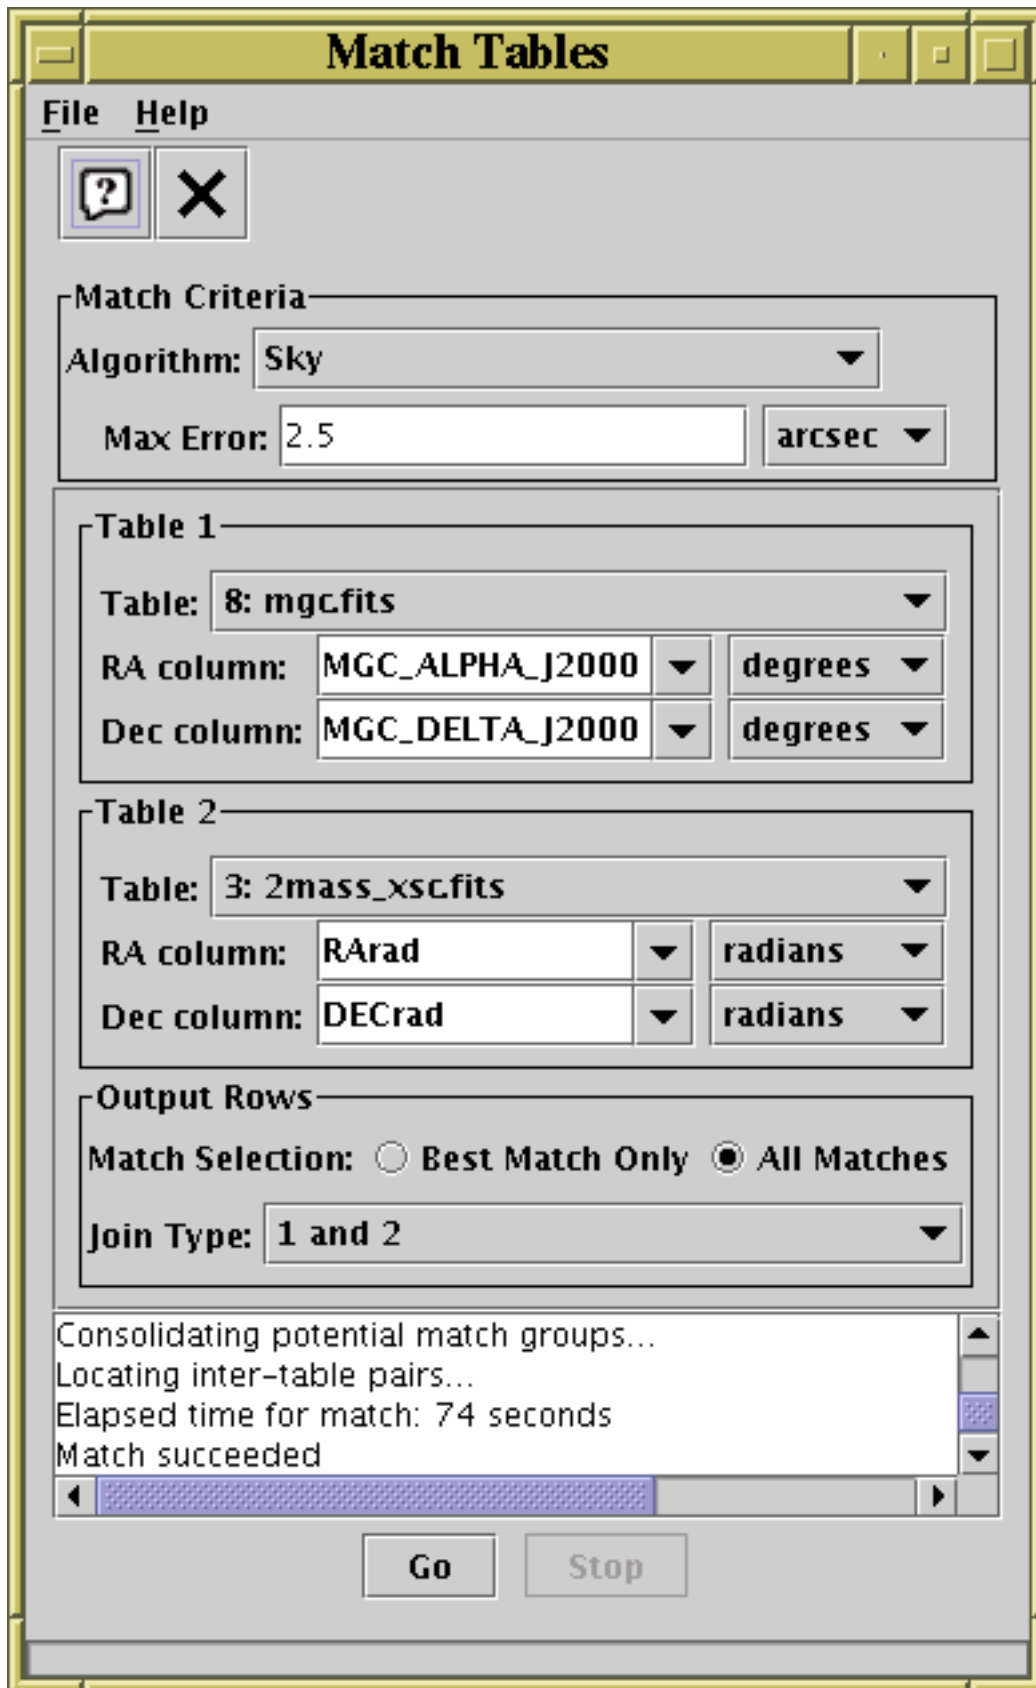 Match Tables
File Help
?
Match Criteria
Algorithm: Sky
Max Error: 2.5 arcsec
Table 1
Table: 8: mgc.fits
RA column: MGC_ALPHA_J2000 degrees
Dec column: MGC_DELTA_J2000 degrees
Table 2
Table: 3: 2mass_xsc.fits
RA column: RArad radians
Dec column: DECrad radians
Output Rows
Match Selection: Best Match Only All Matches
Join Type: 1 and 2
Consolidating potential match groups...
Locating inter-table pairs...
Elapsed time for match: 74 seconds
Match succeeded
Go Stop